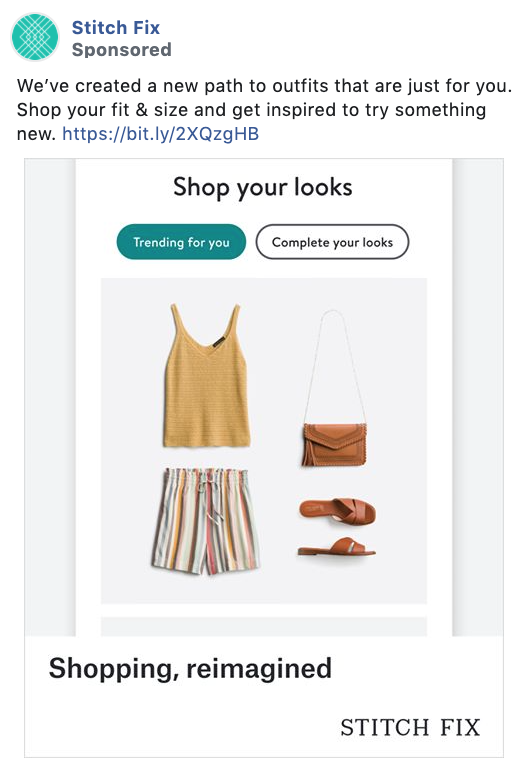 Stitch Fix
Sponsored
We’ve created a new path to outfits that are just for you.
Shop your fit & size and get inspired to try something
new. https://bit.ly/2XQzgHB
Shop your looks
Trending for you
Complete your looks
Shopping, reimagined
STITCH FIX